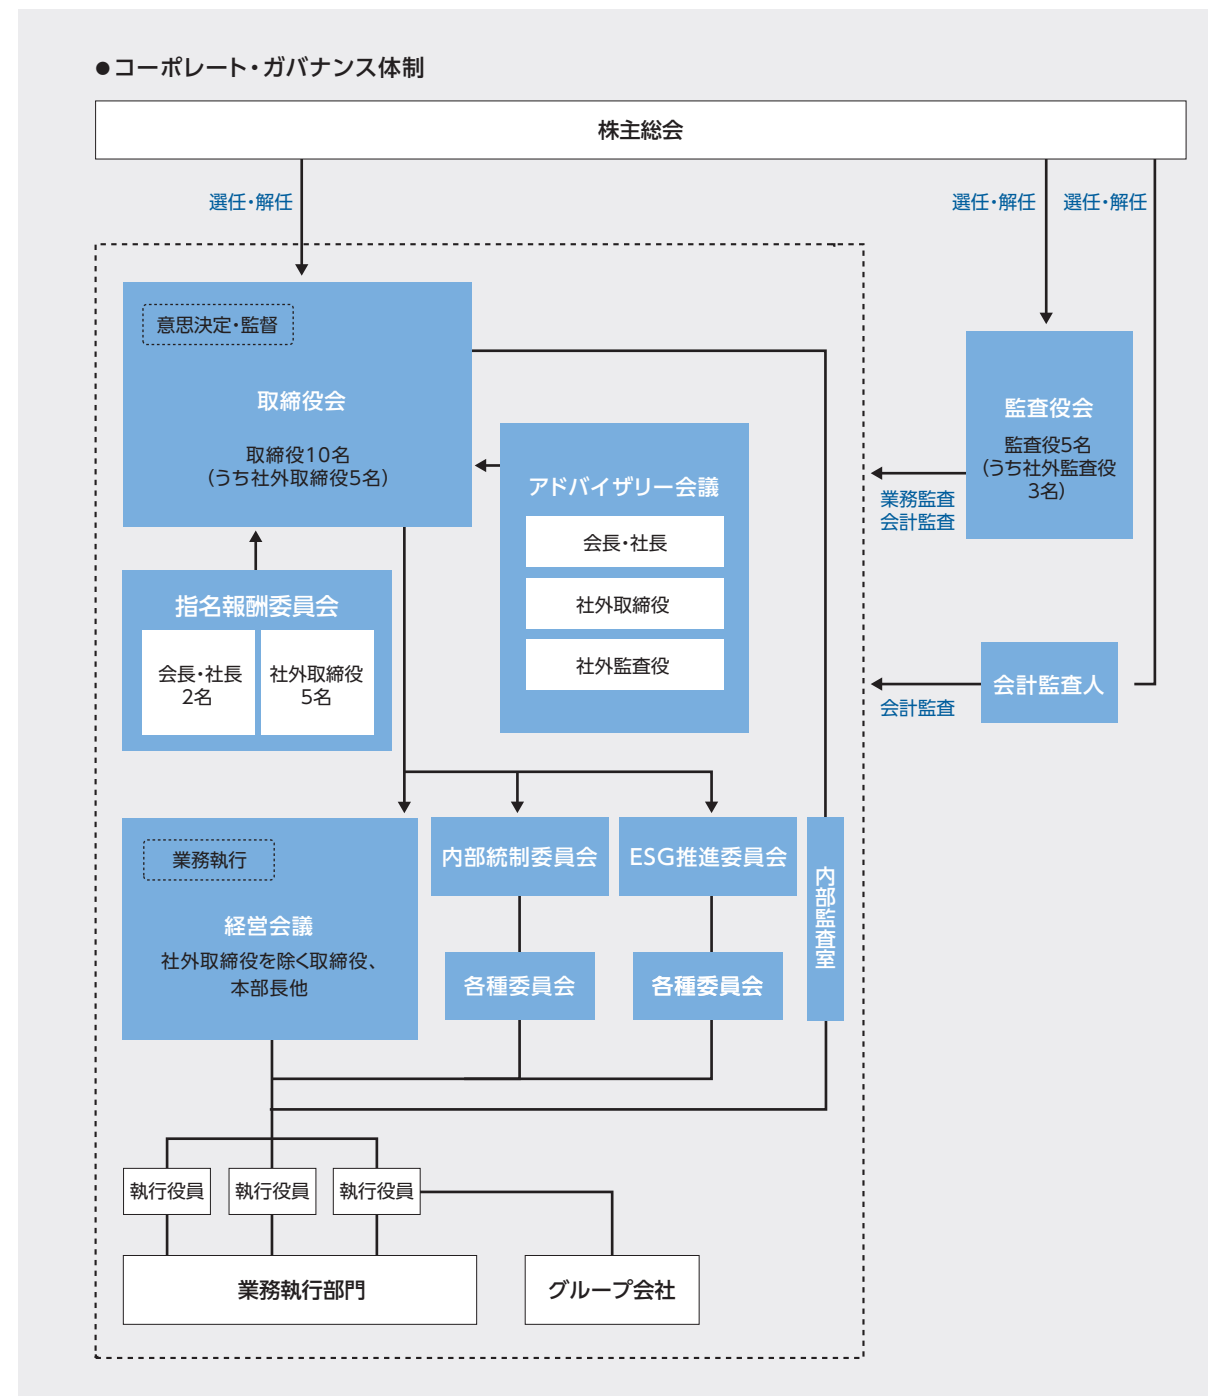 ●コーポレート・ガバナンス体制
株主総会
選任・解任
選任・解任
選任・解任
意思決定・監督
取締役会
取締役10名
（うち社外取締役5名）
監査役会
監査役5名
（うち社外監査役
3名）
業務監査
会計監査
アドバイザリー会議
会長・社長
社外取締役
社外監査役
指名報酬委員会
会長・社長
2名
社外取締役
5名
会計監査人
会計監査
業務執行
経営会議
社外取締役を除く取締役、
本部長他
内部統制委員会
ESG推進委員会
内部監査室
各種委員会
各種委員会
執行役員
執行役員
執行役員
業務執行部門
グループ会社